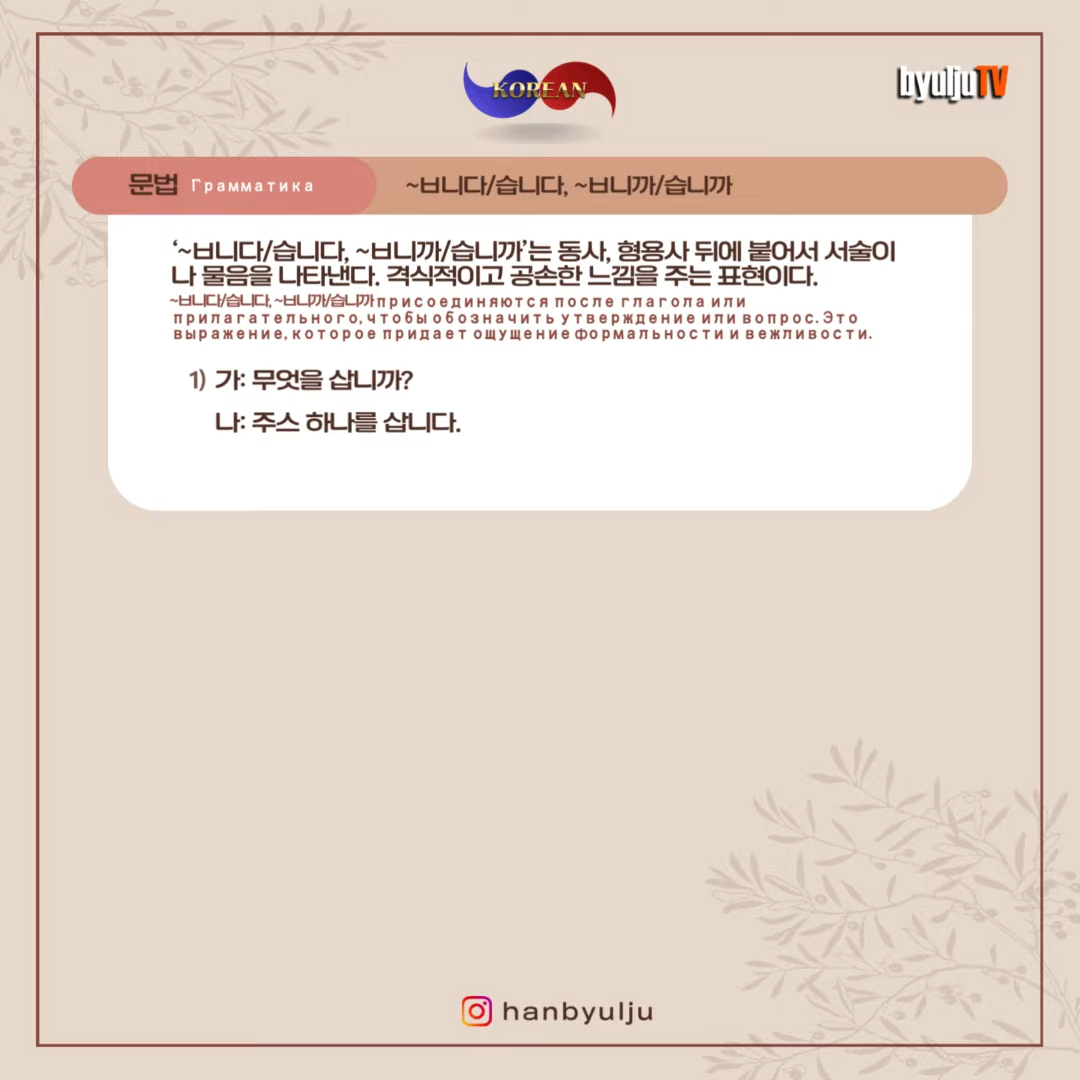 KOREAN
byuljuTV
문법 Грамматика ~ㅂ니다/습니다, ~ㅂ니까/습니까
‘~ㅂ니다/습니다, ~ㅂ니까/습니까’는 동사, 형용사 뒤에 붙어서 서술이
나 물음을 나타낸다. 격식적이고 공손한 느낌을 주는 표현이다.
~ㅂ니다/습니다, ~ㅂ니까/습니까 присоединяются после глагола или
прилагательного, чтобы обозначить утверждение или вопрос. Это
выражение, которое придает ощущение формальности и вежливости.
1) 가: 무엇을 삽니까?
나: 주스 하나를 삽니다.
hanbyulju